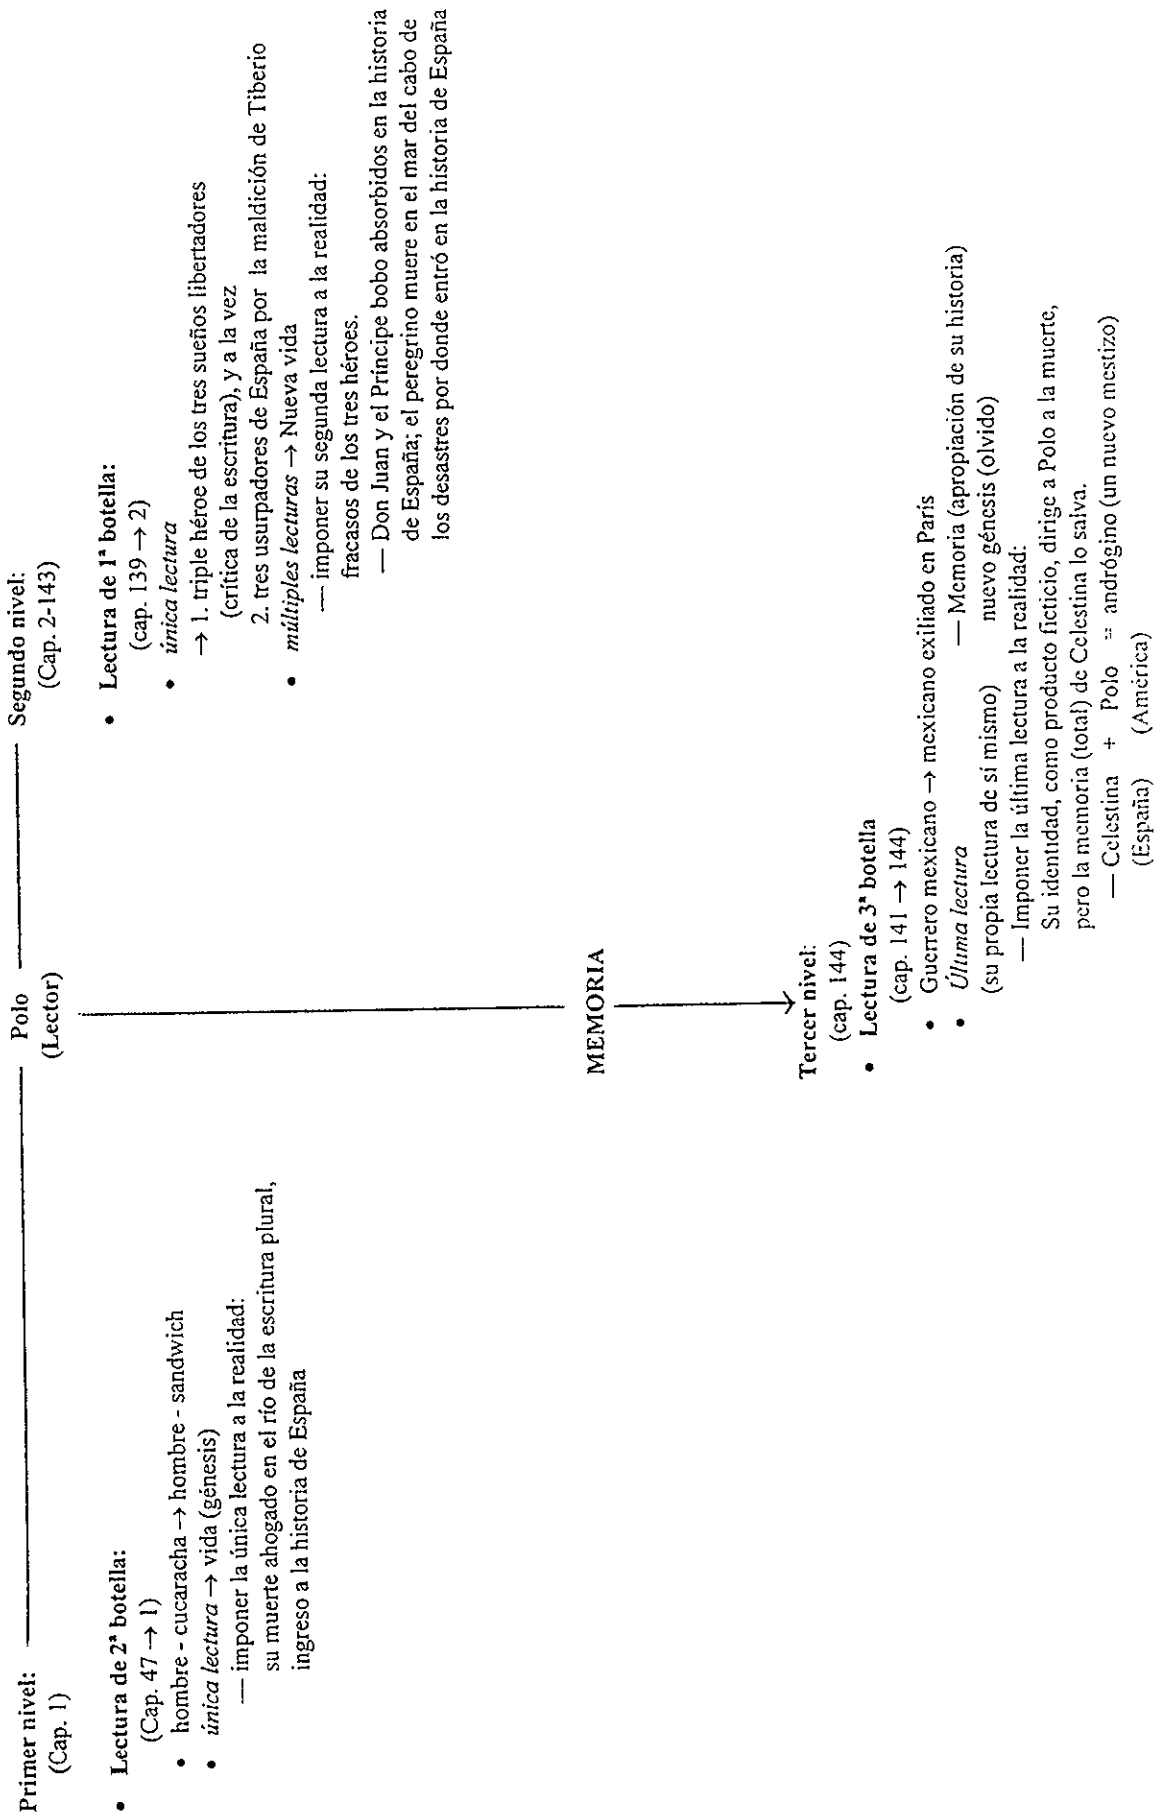 Primer nivel:
(Cap. 1)
Polo
(Lector)
Segundo nivel:
(Cap. 2-143)
• Lectura de 2ª botella:
(Cap. 47 → 1)
• hombre - cucaracha → hombre - sandwich
• única lectura → vida (génesis)
— imponer la única lectura a la realidad:
su muerte ahogado en el río de la escritura plural,
ingreso a la historia de España
• Lectura de 1ª botella:
(cap. 139 → 2)
• única lectura
→ 1. triple héroe de los tres sueños libertadores
(crítica de la escritura), y a la vez
2. tres usurpadores de España por la maldición de Tiberio
• múltiples lecturas → Nueva vida
— imponer su segunda lectura a la realidad:
fracasos de los tres héroes.
— Don Juan y el Príncipe bobo absorbidos en la historia
de España; el peregrino muere en el mar del cabo de
los desastres por donde entró en la historia de España
MEMORIA
Tercer nivel:
(cap. 144)
• Lectura de 3ª botella
(cap. 141 → 144)
• Guerrero mexicano → mexicano exiliado en París
• Última lectura — Memoria (apropiación de su historia)
(su propia lectura de sí mismo) nuevo génesis (olvido)
— Imponer la última lectura a la realidad:
Su identidad, como producto ficticio, dirige a Polo a la muerte,
pero la memoria (total) de Celestina lo salva.
— Celestina + Polo = andrógino (un nuevo mestizo)
(España) (América)